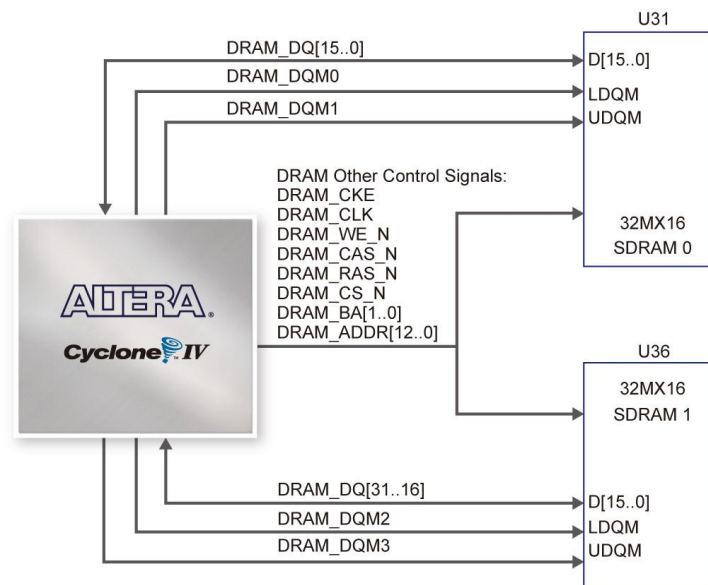 U31
DRAM_DQ[15..0]
D[15..0]
DRAM_DQM0
LDQM
DRAM_DQM1
UDQM
DRAM Other Control Signals:
DRAM_CKE
DRAM_CLK
DRAM_WE_N
DRAM_CAS_N
DRAM_RAS_N
DRAM_CS_N
DRAM_BA[1..0]
DRAM_ADDR[12..0]
32MX16
SDRAM 0
ALTERA®
Cyclone™ IV
U36
32MX16
SDRAM 1
DRAM_DQ[31..16]
D[15..0]
DRAM_DQM2
LDQM
DRAM_DQM3
UDQM